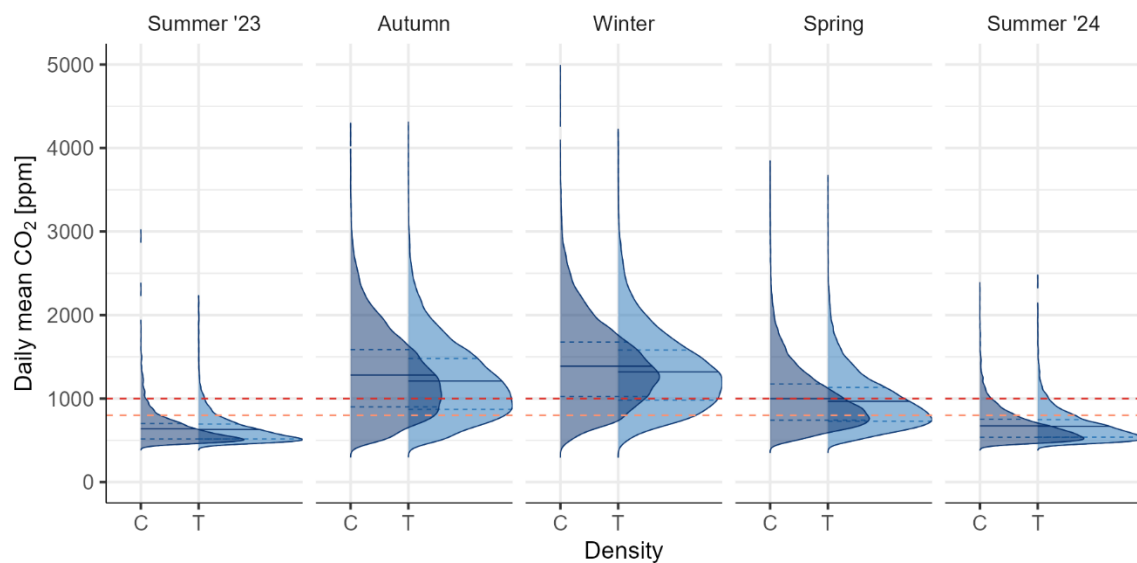 Summer '23 Autumn Winter Spring Summer '24
Daily mean CO₂ [ppm]
5000
4000
3000
2000
1000
0
C T C T C T C T C T
Density